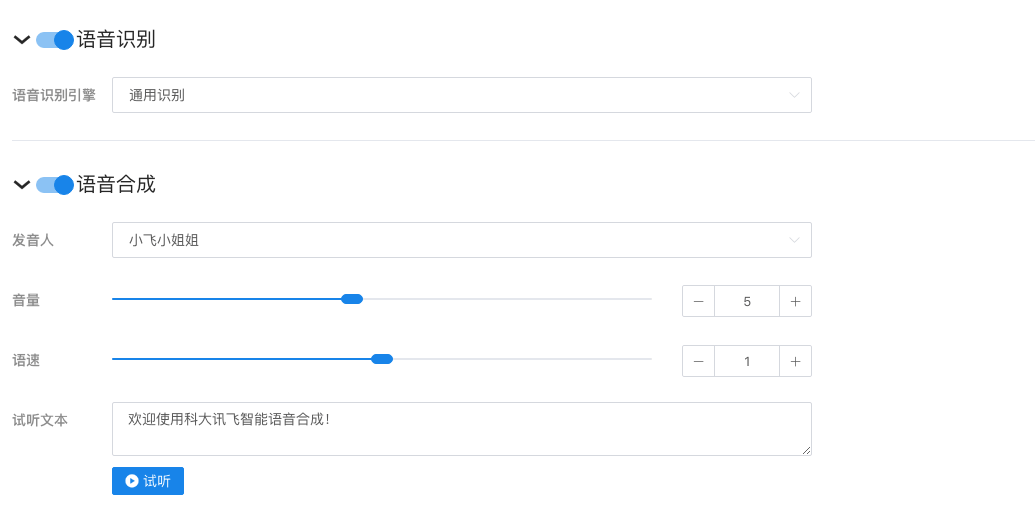 语音识别
语音识别引擎 通用识别
语音合成
发音人 小飞小姐姐
音量 5
语速 1
试听文本 欢迎使用科大讯飞智能语音合成！
试听